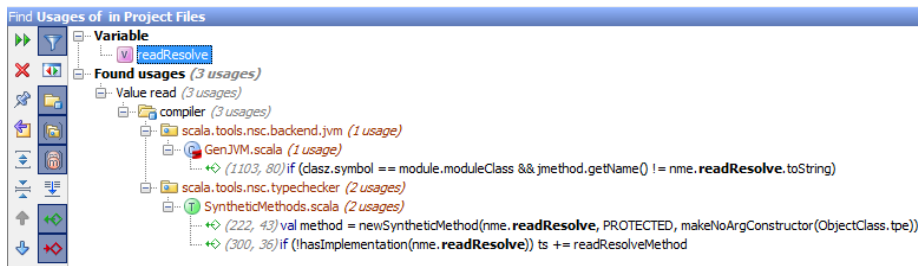 Find Usages of in Project Files
Variable
V readResolve
Found usages (3 usages)
Value read (3 usages)
compiler (3 usages)
scala.tools.nsc.backend.jvm (1 usage)
GenJVM.scala (1 usage)
(1103, 80) if (clasz.symbol == module.moduleClass && jmethod.getName() != nme.readResolve.toString)
scala.tools.nsc.typechecker (2 usages)
T SyntheticMethods.scala (2 usages)
(222, 43) val method = newSyntheticMethod(nme.readResolve, PROTECTED, makeNoArgConstructor(ObjectClass.tpe))
(300, 36) if (!hasImplementation(nme.readResolve)) ts += readResolveMethod